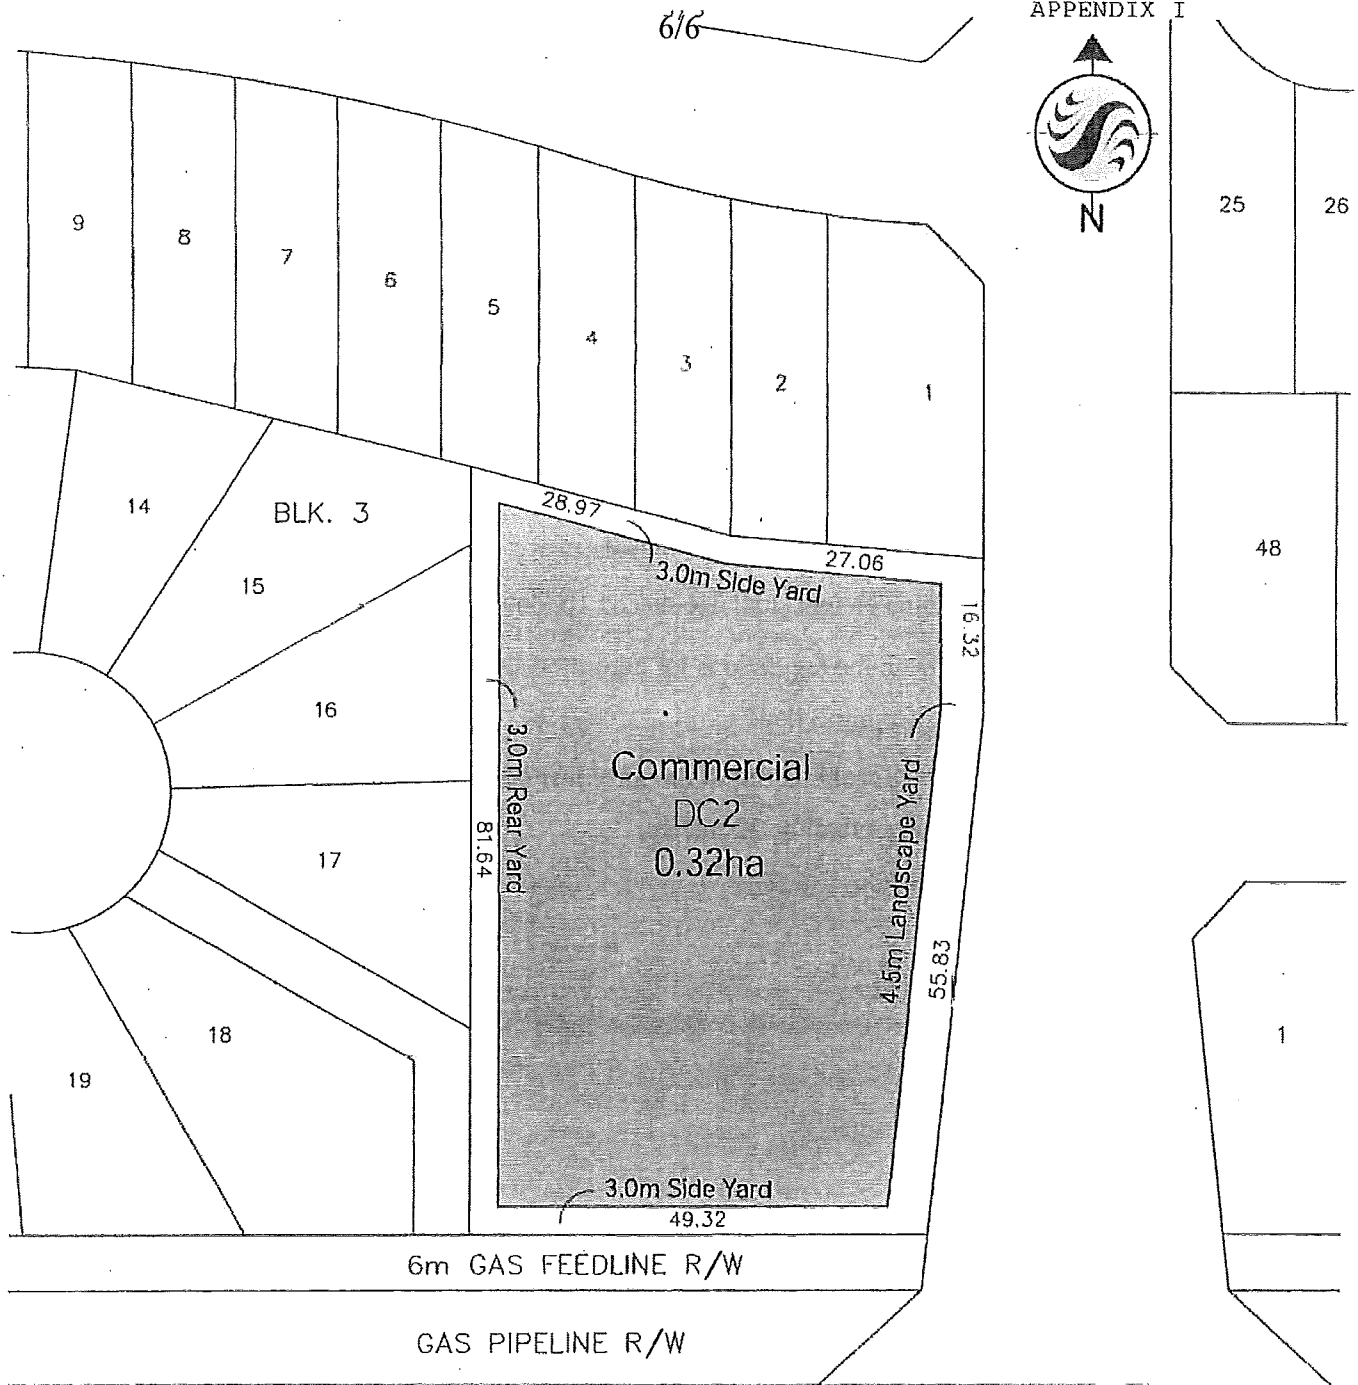 APPENDIX I
6/6
N
25
26
9
8
7
6
5
4
3
2
1
14
BLK. 3
28.97
27.06
48
15
3.0m Side Yard
16.32
16
3.0m Rear Yard
Commercial
DC2
0.32ha
4.5m Landscape Yard
81.64
17
55.83
18
1
19
3.0m Side Yard
49.32
6m GAS FEEDLINE R/W
GAS PIPELINE R/W